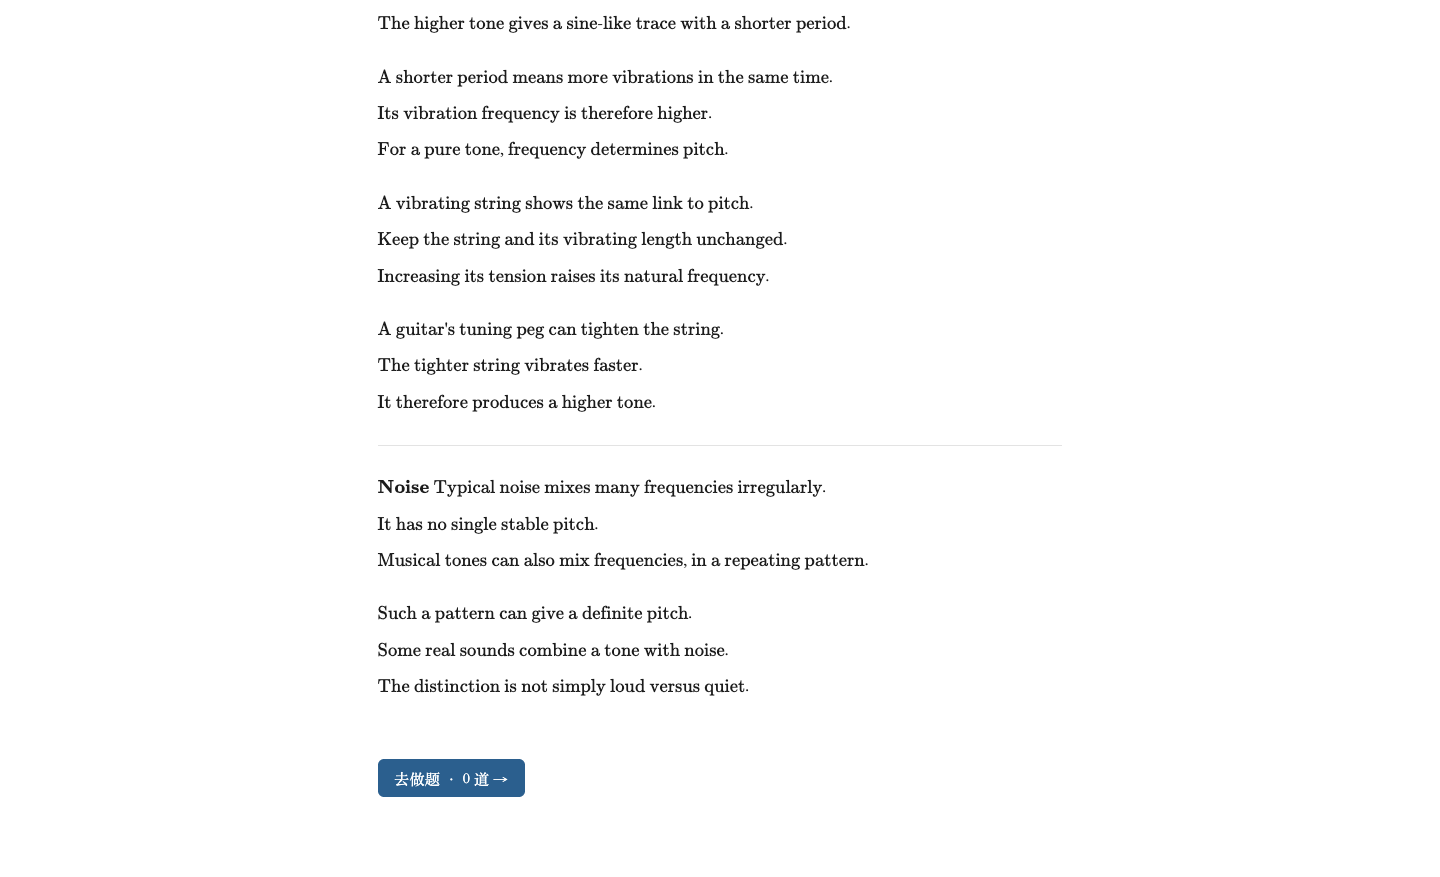 The higher tone gives a sine-like trace with a shorter period.
A shorter period means more vibrations in the same time.
Its vibration frequency is therefore higher.
For a pure tone, frequency determines pitch.
A vibrating string shows the same link to pitch.
Keep the string and its vibrating length unchanged.
Increasing its tension raises its natural frequency.
A guitar's tuning peg can tighten the string.
The tighter string vibrates faster.
It therefore produces a higher tone.
Noise Typical noise mixes many frequencies irregularly.
It has no single stable pitch.
Musical tones can also mix frequencies, in a repeating pattern.
Such a pattern can give a definite pitch.
Some real sounds combine a tone with noise.
The distinction is not simply loud versus quiet.
去做题 · 0 道 →